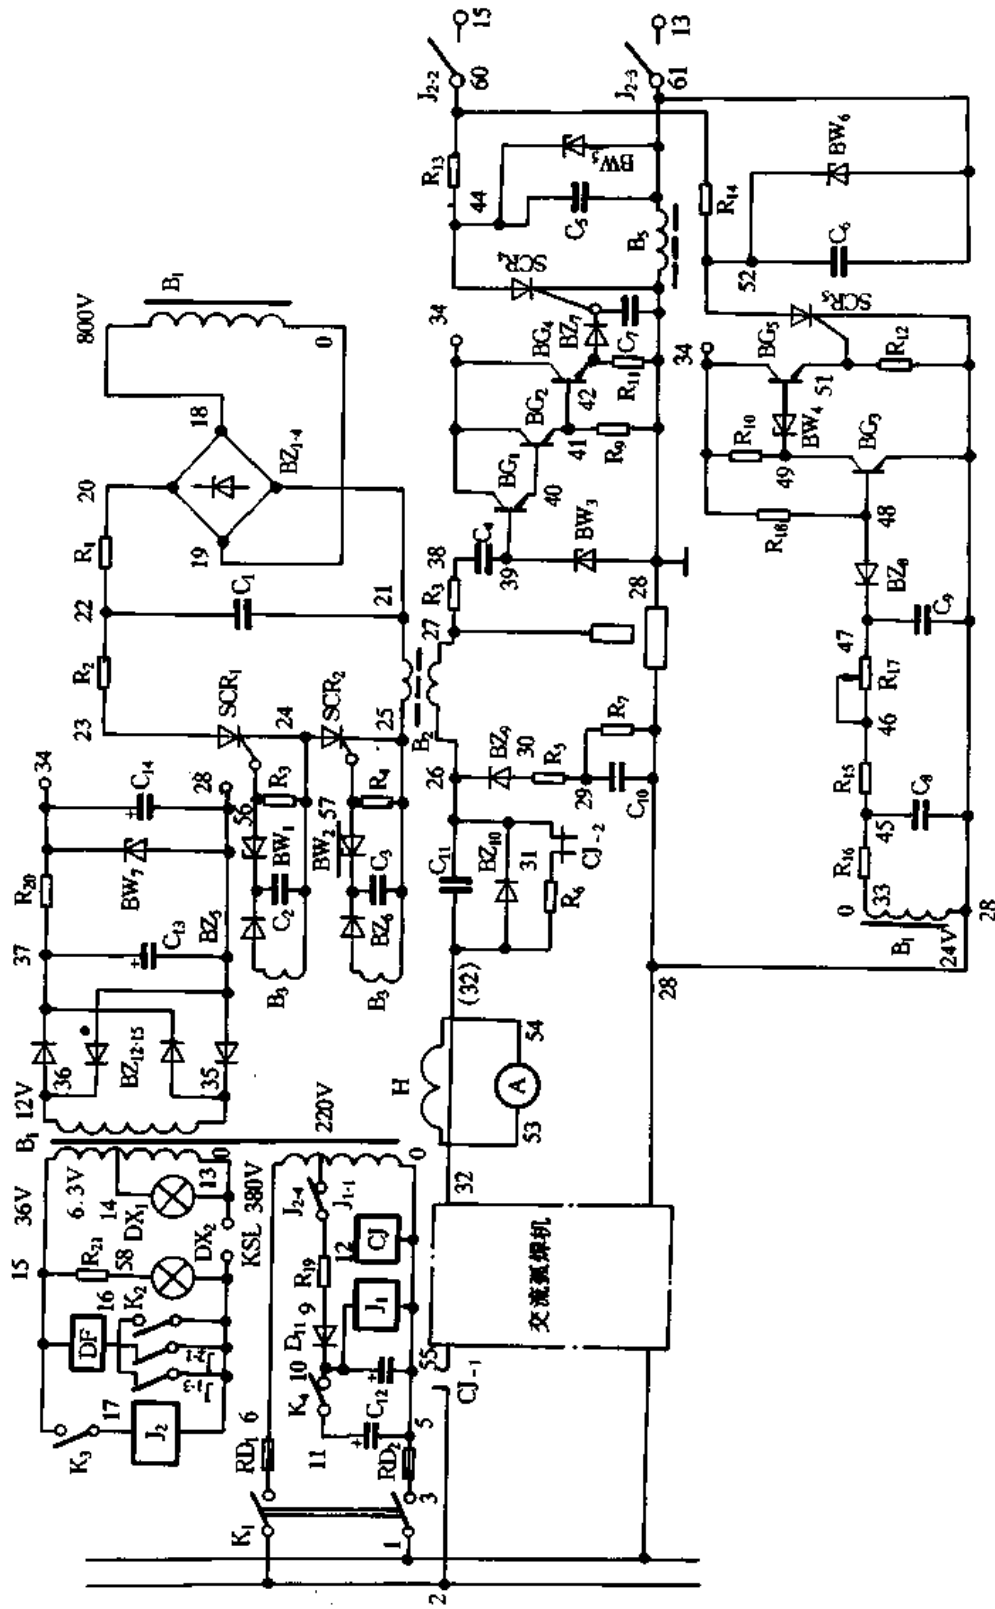 K₃
17
J₂
15
DF
16
K₂
J₁₋₃
J₂₋₁
R₂₁
58
DX₂
36V
6.3V
14
DX₁
13
0
KSL
B₁
12V
36
35
BZ₁₂₋₁₅
37
C₁₃
R₂₀
BW₇
C₁₄
34
28
K₁
RD₁
6
1
3
RD₂
5
11
C₁₂
K₄
10
D₁₁
9
R₁₉
J₂₋₄
J₁₋₁
J₁
12
CJ
380V
220V
0
2
CJ-1
55
交流弧焊机
32
H
53
A
54
(32)
28
BZ₅
C₂
BW₁
56
R₃
B₃
BZ₆
C₃
BW₂
57
R₄
B₃
23
SCR₁
24
SCR₂
25
R₂
22
R₁
20
C₁
21
18
19
BZ₁₋₄
800V
0
B₁
B₂
C₁₁
BZ₁₀
31
R₆
CJ-2
26
BZ₉
30
R₅
29
C₁₀
R₇
27
28
R₃
38
C₄
39
BW₃
BG₁
40
BG₂
41
R₉
BG₄
42
R₁₁
BZ₇
C₇
34
SCR₄
B₅
44
R₁₃
C₅
BW₅
J₂₋₂
60
15
J₂₋₃
61
13
B₁
0
24V
33
28
R₁₆
45
C₈
R₁₅
46
R₁₇
47
C₉
BZ₈
48
R₁₈
BG₃
49
R₁₀
BW₄
BG₅
51
R₁₂
34
SCR₅
52
R₁₄
C₆
BW₆